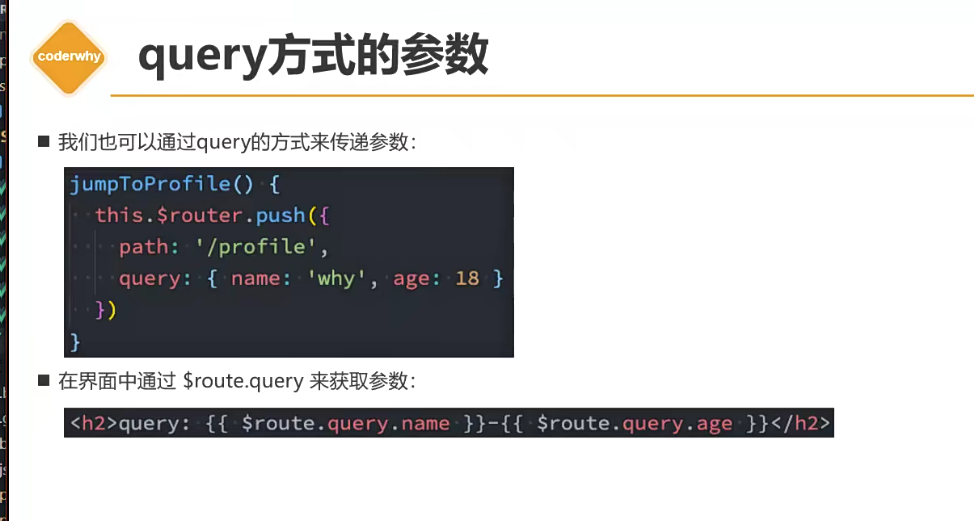 coderwhy
query方式的参数
我们也可以通过query的方式来传递参数：
jumpToProfile() {
this.$router.push({
path: '/profile',
query: { name: 'why', age: 18 }
})
}
在界面中通过 $route.query 来获取参数：
<h2>query: {{ $route.query.name }}-{{ $route.query.age }}</h2>